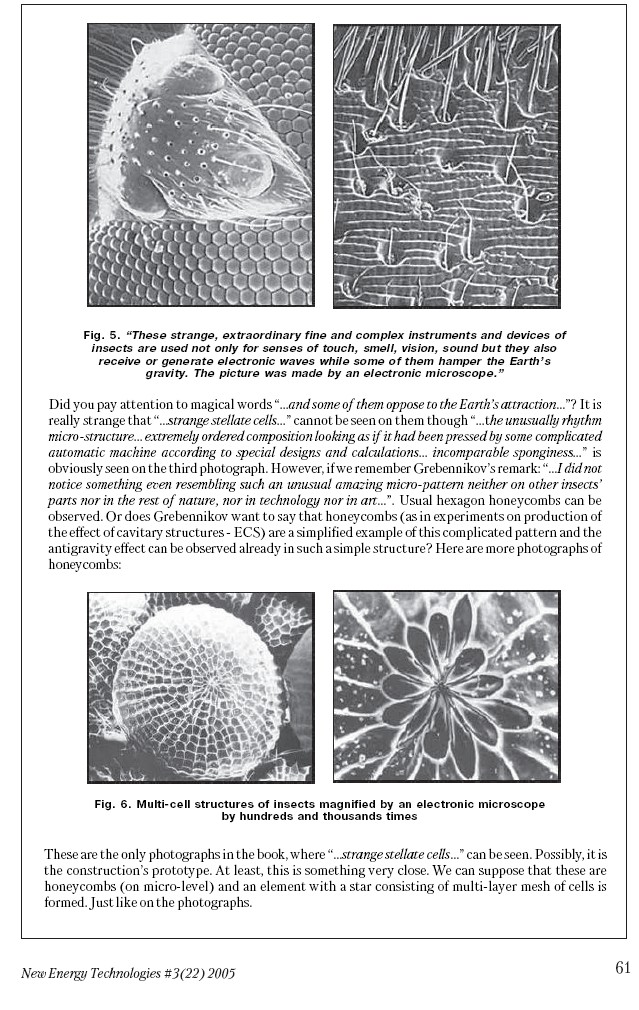 Fig. 5. “These strange, extraordinary fine and complex instruments and devices of
insects are used not only for senses of touch, smell, vision, sound but they also
receive or generate electronic waves while some of them hamper the Earth’s
gravity. The picture was made by an electronic microscope.”
Did you pay attention to magical words “...and some of them oppose to the Earth’s attraction...”? It is
really strange that “...strange stellate cells...” cannot be seen on them though “...the unusually rhythm
micro-structure... extremely ordered composition looking as if it had been pressed by some complicated
automatic machine according to special designs and calculations... incomparable sponginess...” is
obviously seen on the third photograph. However, if we remember Grebennikov’s remark: “...I did not
notice something even resembling such an unusual amazing micro-pattern neither on other insects’
parts nor in the rest of nature, nor in technology nor in art...”. Usual hexagon honeycombs can be
observed. Or does Grebennikov want to say that honeycombs (as in experiments on production of
the effect of cavitary structures - ECS) are a simplified example of this complicated pattern and the
antigravity effect can be observed already in such a simple structure? Here are more photographs of
honeycombs:
Fig. 6. Multi-cell structures of insects magnified by an electronic microscope
by hundreds and thousands times
These are the only photographs in the book, where “...strange stellate cells...” can be seen. Possibly, it is
the construction’s prototype. At least, this is something very close. We can suppose that these are
honeycombs (on micro-level) and an element with a star consisting of multi-layer mesh of cells is
formed. Just like on the photographs.
New Energy Technologies #3(22) 2005
61